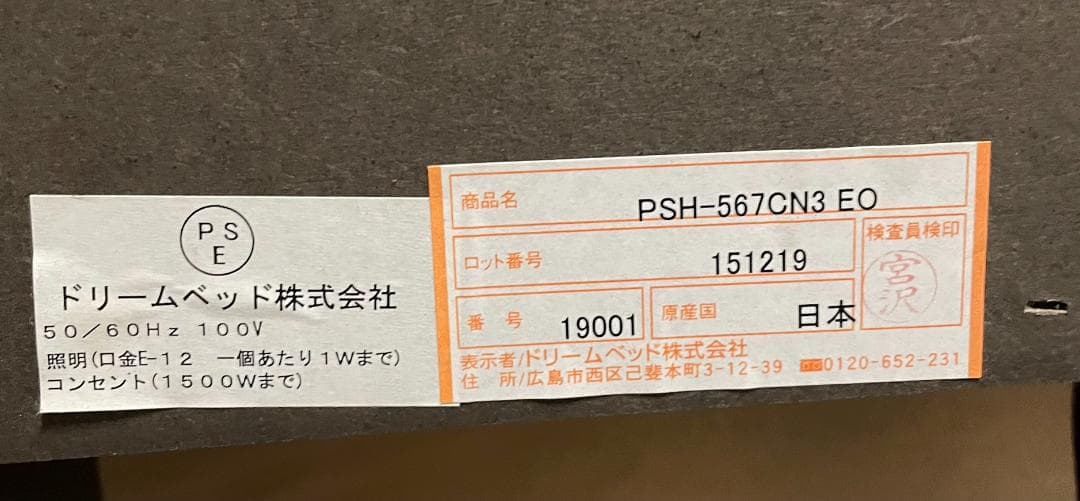 PS
E
ドリームベッド株式会社
50/60Hz 100V
照明(口金E-12 一個あたり1Wまで)
コンセント(1500Wまで)
商品名 PSH-567CN3 EO
ロット番号 151219
検査員検印
宮沢
番 号 19001
原産国 日本
表示者/ドリームベッド株式会社
住 所/広島市西区己斐本町3-12-39 0120-652-231